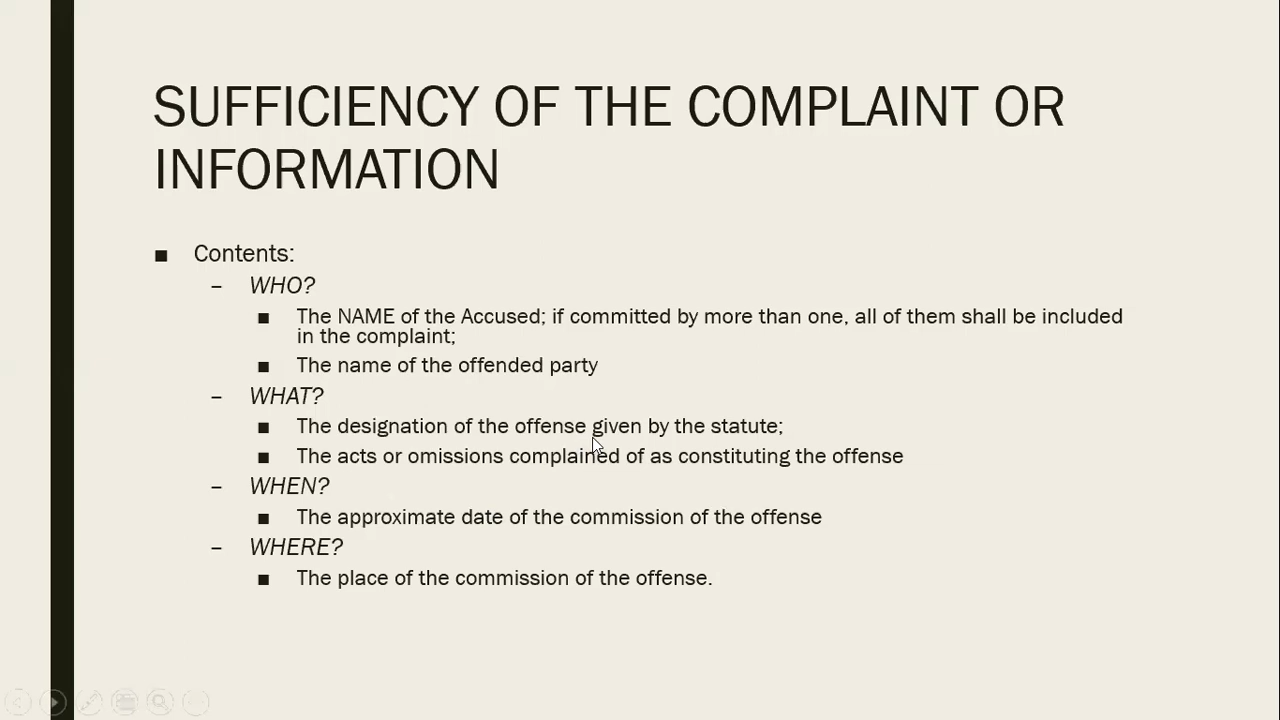 SUFFICIENCY OF THE COMPLAINT OR
INFORMATION
■ Contents:
– WHO?
■ The NAME of the Accused; if committed by more than one, all of them shall be included
in the complaint;
■ The name of the offended party
– WHAT?
■ The designation of the offense given by the statute;
■ The acts or omissions complained of as constituting the offense
– WHEN?
■ The approximate date of the commission of the offense
– WHERE?
■ The place of the commission of the offense.